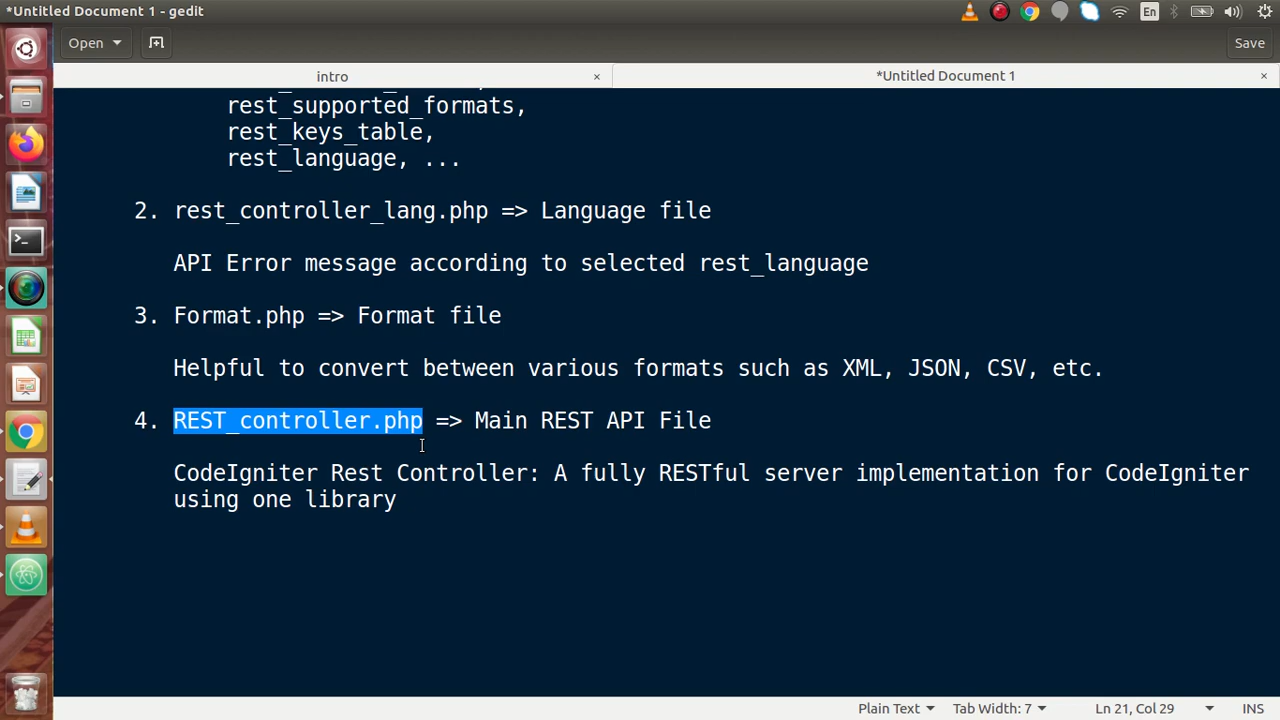 *Untitled Document 1 - gedit
En
Open
Save
intro
*Untitled Document 1
rest_supported_formats,
rest_keys_table,
rest_language, ...
2. rest_controller_lang.php => Language file
API Error message according to selected rest_language
3. Format.php => Format file
Helpful to convert between various formats such as XML, JSON, CSV, etc.
4. REST_controller.php => Main REST API File
CodeIgniter Rest Controller: A fully RESTful server implementation for CodeIgniter
using one library
Plain Text
Tab Width: 7
Ln 21, Col 29
INS